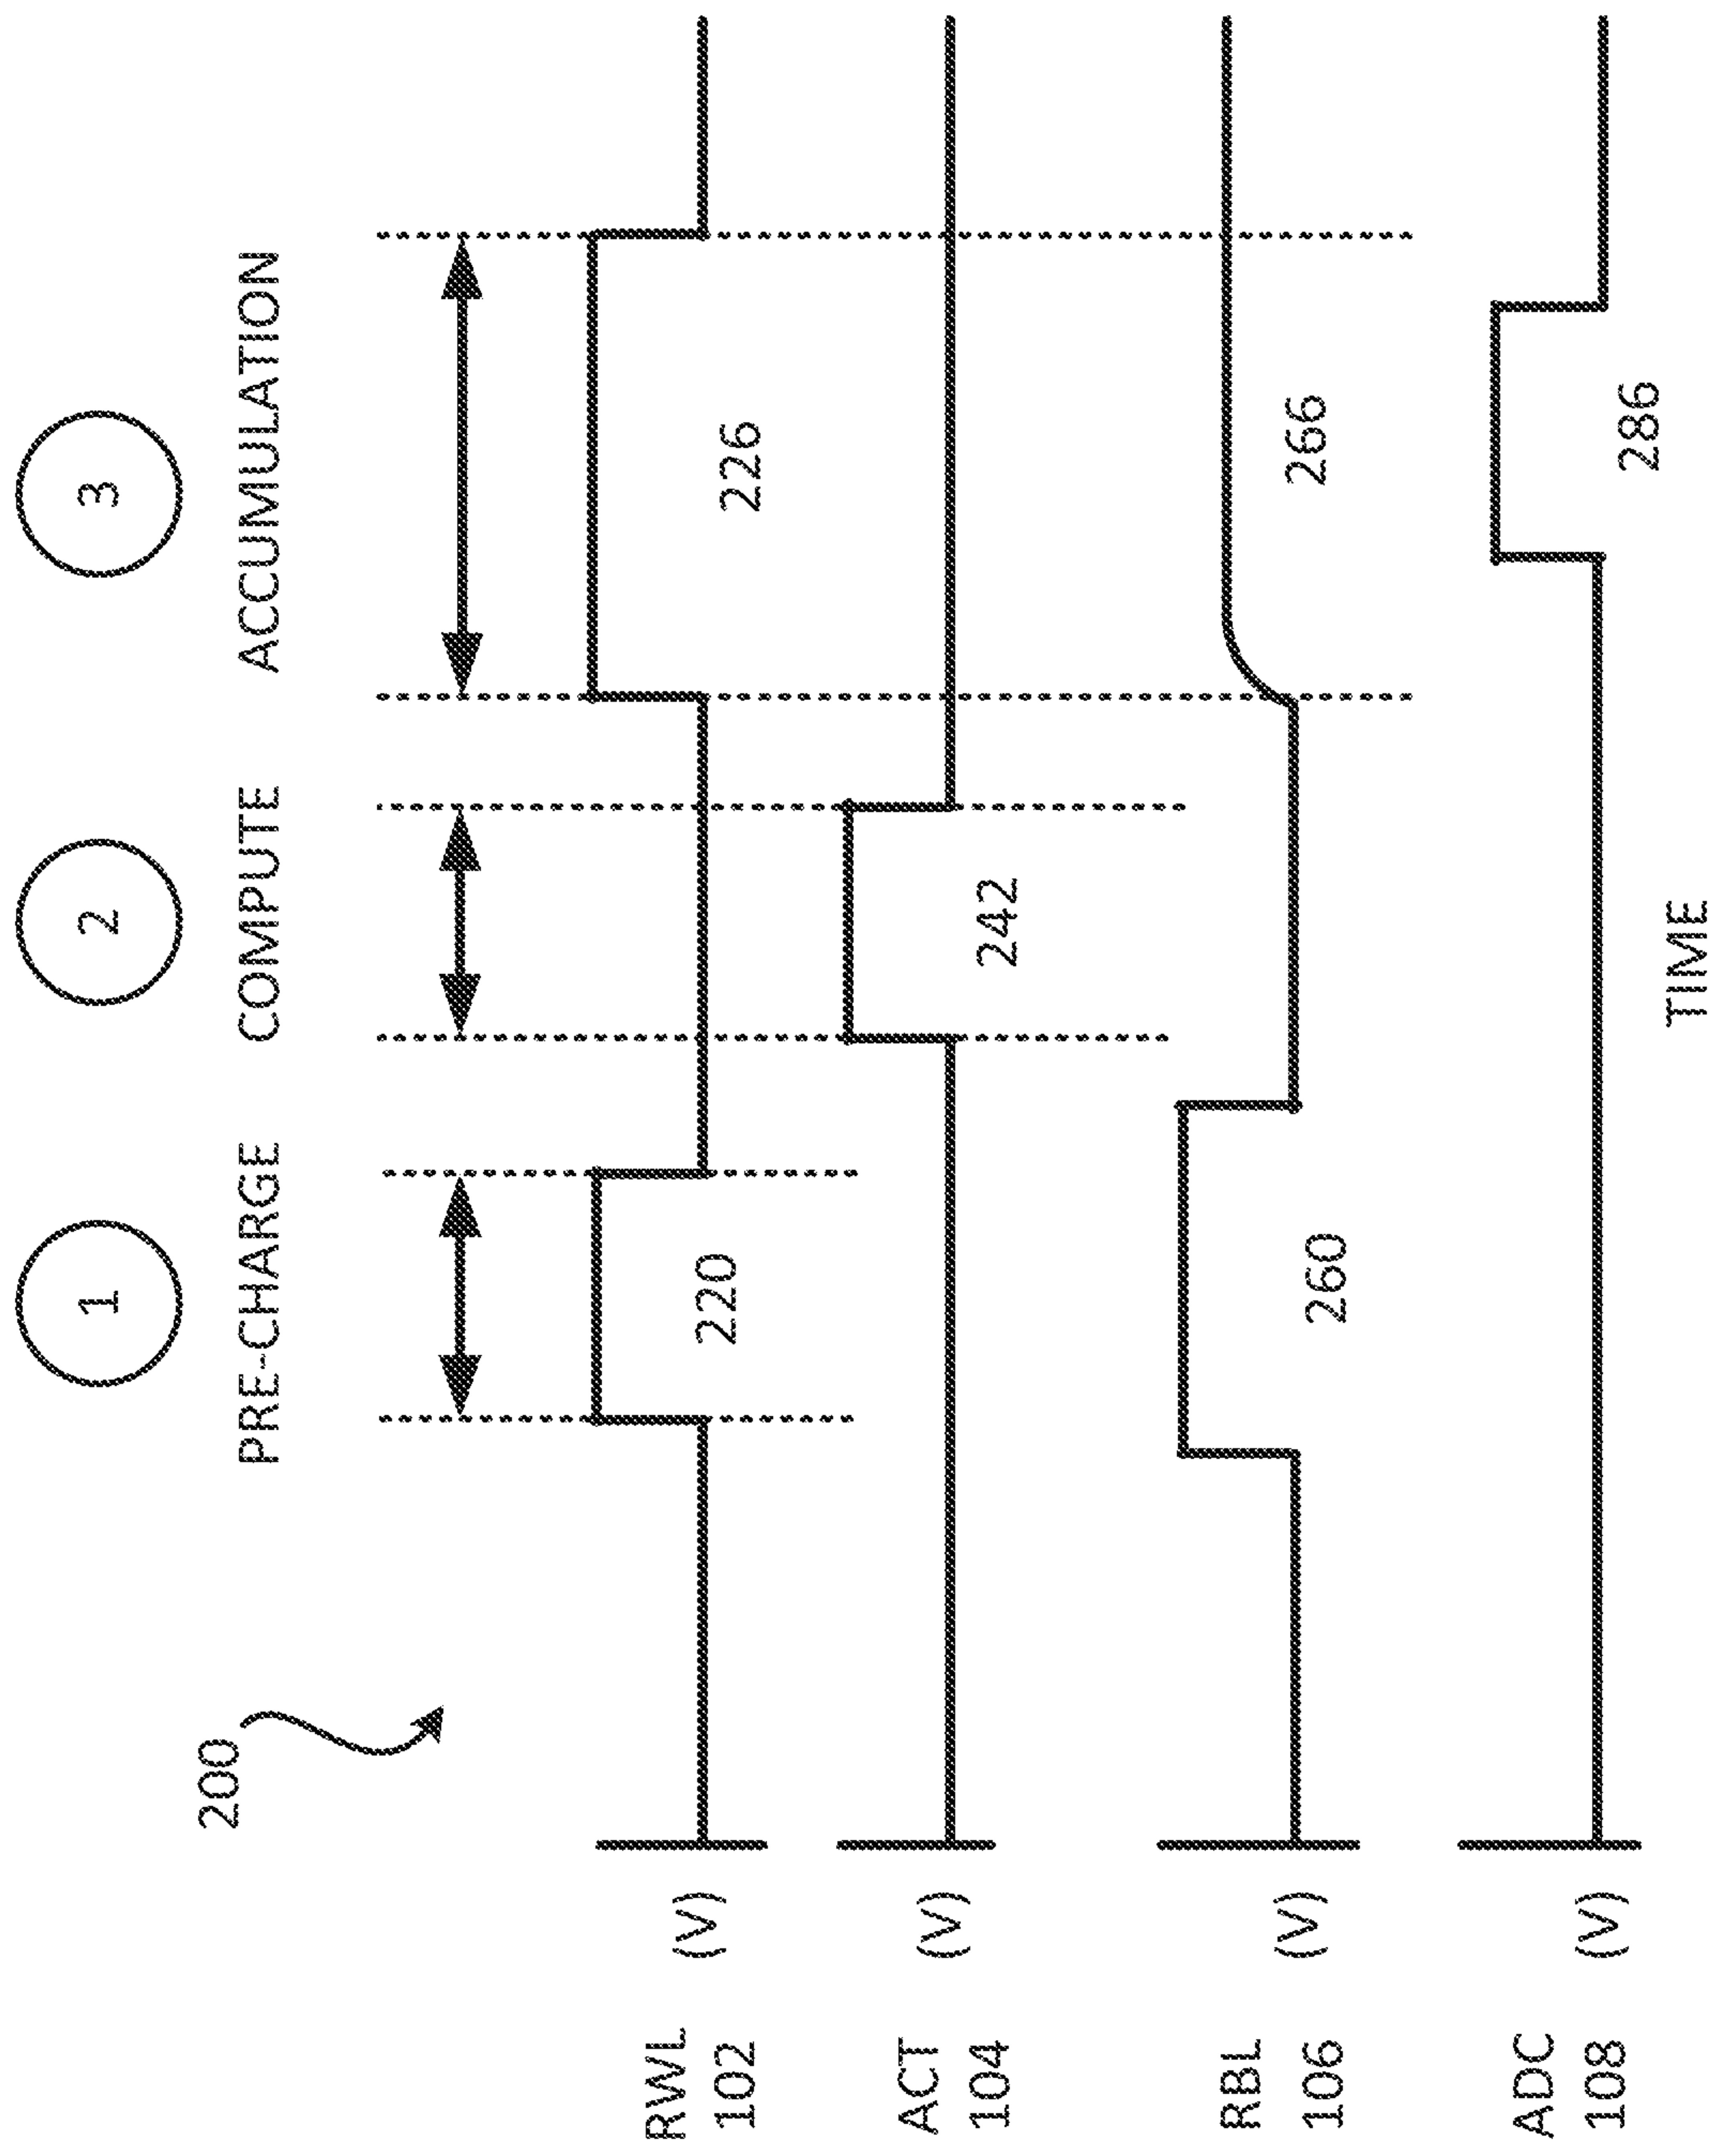 1
2
3
PRE-CHARGE
COMPUTE
ACCUMULATION
200
RWL
102
(V)
220
226
ACT
104
(V)
242
RBL
106
(V)
260
266
ADC
108
(V)
286
TIME